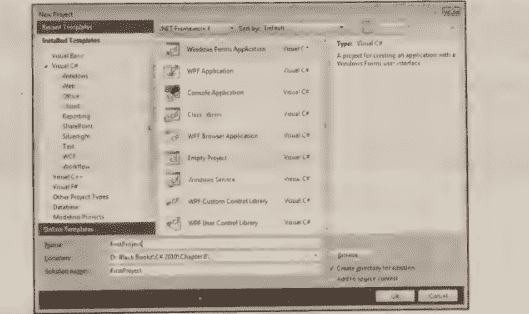 New Project
Recent Templates
.NET Framework 4 Sort by: Default
Installed Templates
Visual Basic
Visual C#
Windows
Web
Office
Cloud
Reporting
SharePoint
Silverlight
Test
WCF
Workflow
Visual C++
Visual F#
Other Project Types
Database
Modeling Projects
Online Templates
Windows Forms Application Visual C#
WPF Application Visual C#
Console Application Visual C#
Class Library Visual C#
WPF Browser Application Visual C#
Empty Project Visual C#
Windows Service Visual C#
WPF Custom Control Library Visual C#
WPF User Control Library Visual C#
Type: Visual C#
A project for creating an application with a
Windows Forms user interface
Name: FirstProject
Location: D:\Black Books\C# 2010\Chapter
Solution name: FirstProject
Browse
Create directory for solution
Add to source control
OK Cancel